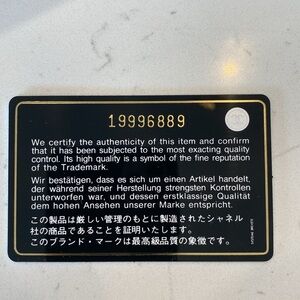 19996889
We certify the authenticity of this item and confirm
that it has been subjected to the most exacting quality
control. Its high quality is a symbol of the fine reputation
of the Trademark.
Wir bestätigen, dass es sich um einen Artikel handelt,
der während seiner Herstellung strengsten Kontrollen
unterworfen war, und dessen erstklassige Qualität
dem hohen Ansehen unserer Marke entspricht.
この製品は厳しい管理のもとに製造されたシャネル
社の商品であることを証明いたします。
このブランド・マークは最高級品質の象徴です。